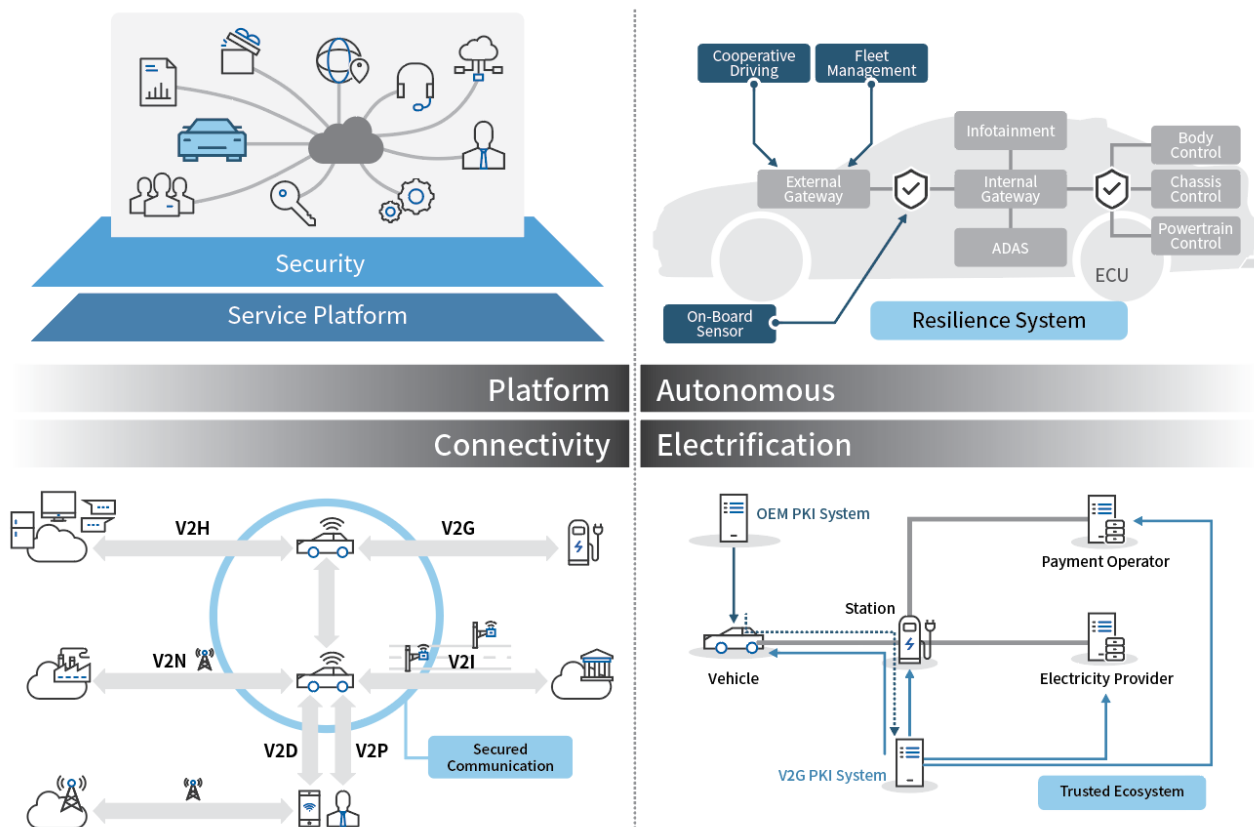 Security
Service Platform
Cooperative
Driving
Fleet
Management
Infotainment
External
Gateway
Internal
Gateway
ADAS
Body
Control
Chassis
Control
Powertrain
Control
ECU
On-Board
Sensor
Resilience System
Platform
Autonomous
Connectivity
Electrification
V2H
V2G
V2N
V2I
V2D
V2P
Secured
Communication
OEM PKI System
Payment Operator
Station
Vehicle
Electricity Provider
V2G PKI System
Trusted Ecosystem